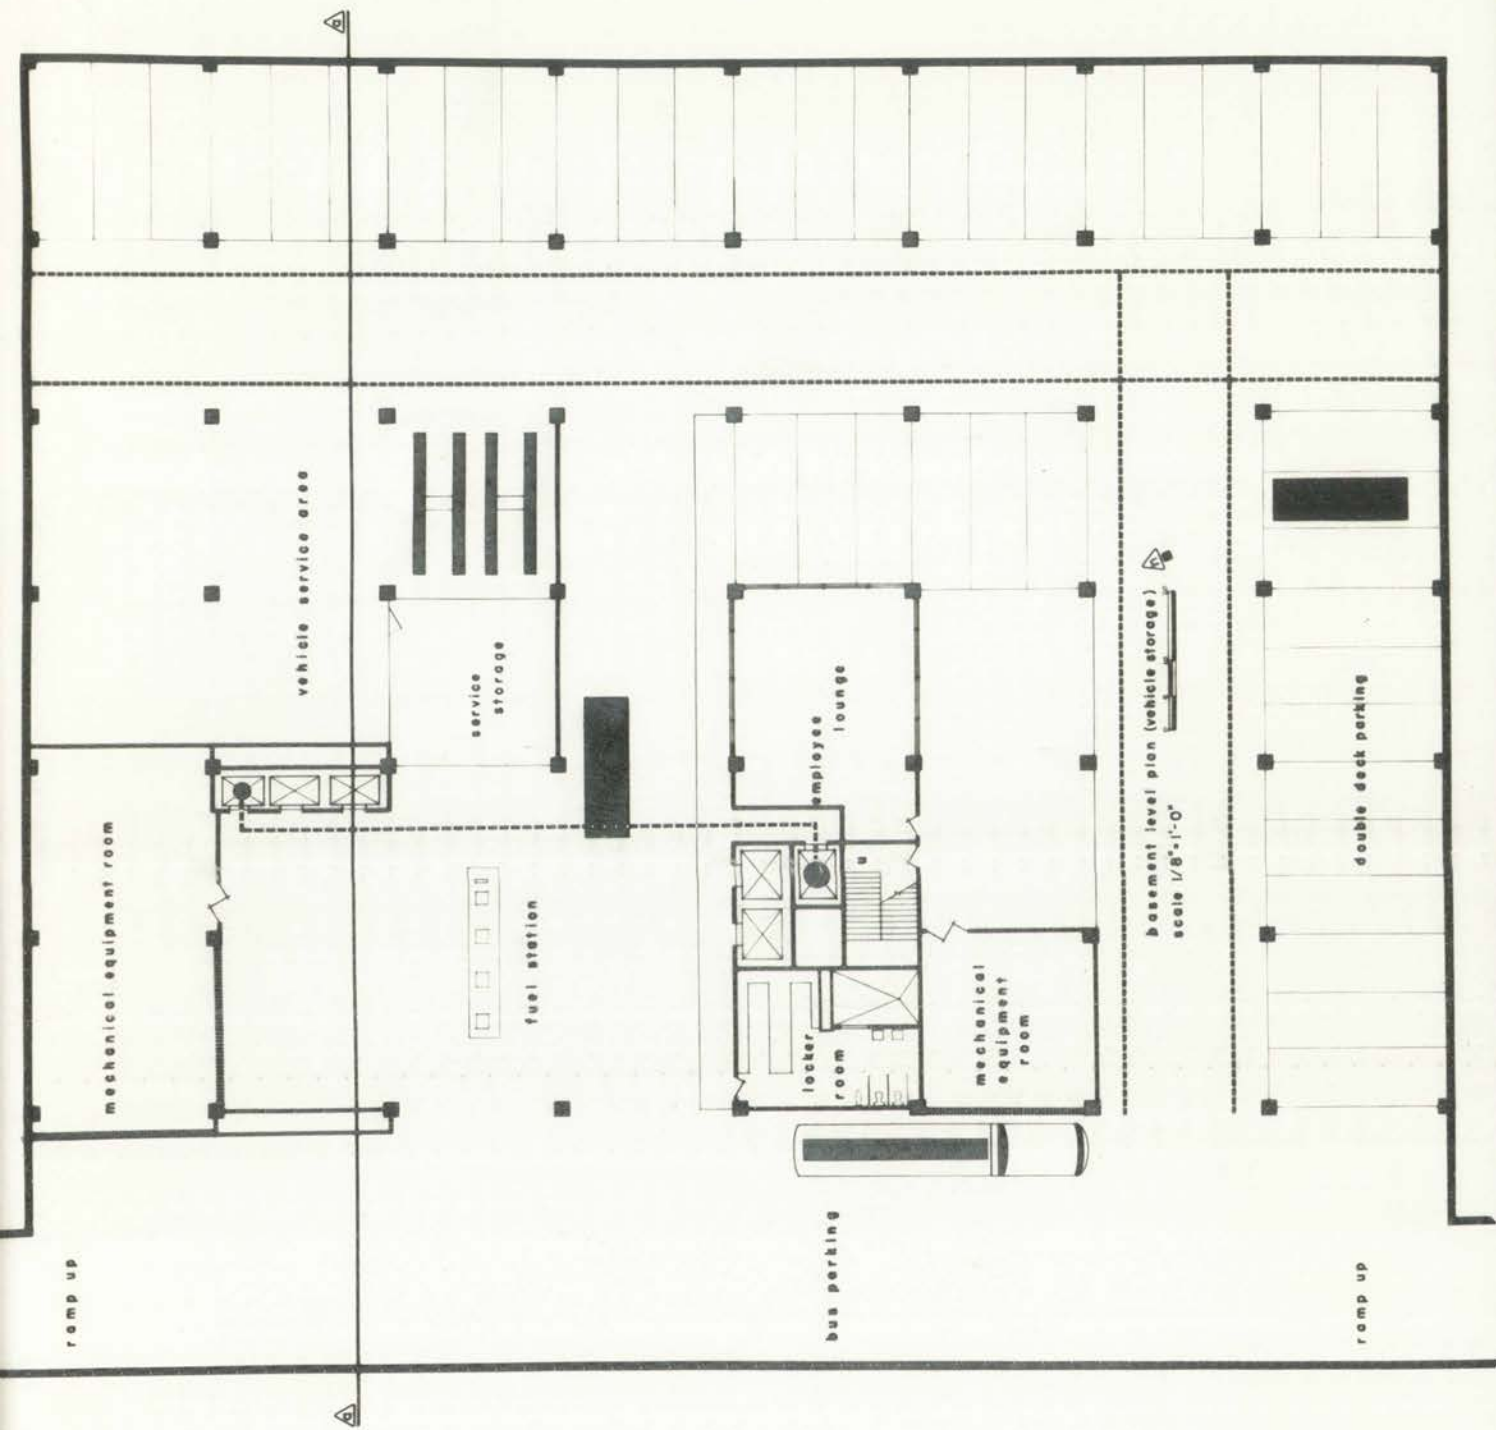 a
vehicle service area
service
storage
mechanical equipment room
fuel station
employee
lounge
u
locker
room
mechanical
equipment
room
basement level plan (vehicle storage)
scale 1/8"=1'-0"
double deck parking
ramp up
bus parking
ramp up
a